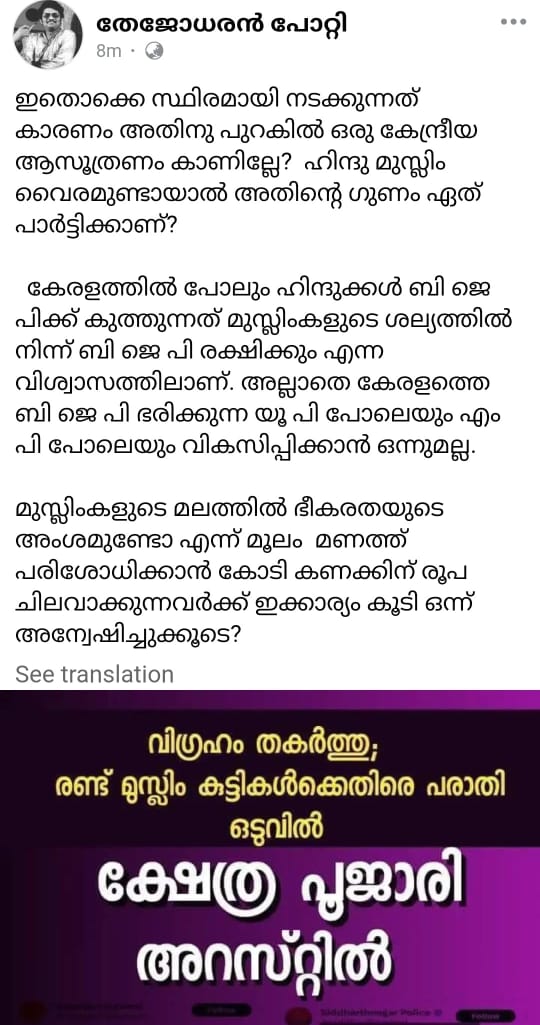 തേജോധരൻ പോറ്റി
8m ·
ഇതൊക്കെ സ്ഥിരമായി നടക്കുന്നത്
കാരണം അതിനു പുറകിൽ ഒരു കേന്ദ്രീയ
ആസൂത്രണം കാണില്ലേ?  ഹിന്ദു മുസ്ലിം
വൈരമുണ്ടായാൽ അതിന്റെ ഗുണം ഏത്
പാർട്ടിക്കാണ്?
കേരളത്തിൽ പോലും ഹിന്ദുക്കൾ ബി ജെ
പിക്ക് കുത്തുന്നത് മുസ്ലിംകളുടെ ശല്യത്തിൽ
നിന്ന് ബി ജെ പി രക്ഷിക്കും എന്ന
വിശ്വാസത്തിലാണ്. അല്ലാതെ കേരളത്തെ
ബി ജെ പി ഭരിക്കുന്ന യൂ പി പോലെയും എം
പി പോലെയും വികസിപ്പിക്കാൻ ഒന്നുമല്ല.
മുസ്ലിംകളുടെ മലത്തിൽ ഭീകരതയുടെ
അംശമുണ്ടോ എന്ന് മൂലം  മണത്ത്
പരിശോധിക്കാൻ കോടി കണക്കിന് രൂപ
ചിലവാക്കുന്നവർക്ക് ഇക്കാര്യം കൂടി ഒന്ന്
അന്വേഷിച്ചുക്കൂടെ?
See translation
വിഗ്രഹം തകർത്തു;
രണ്ട് മുസ്ലിം കുട്ടികൾക്കെതിരെ പരാതി
ഒടുവിൽ
ക്ഷേത്ര പൂജാരി
അറസ്റ്റിൽ
Siddharthnagar Police
Follow